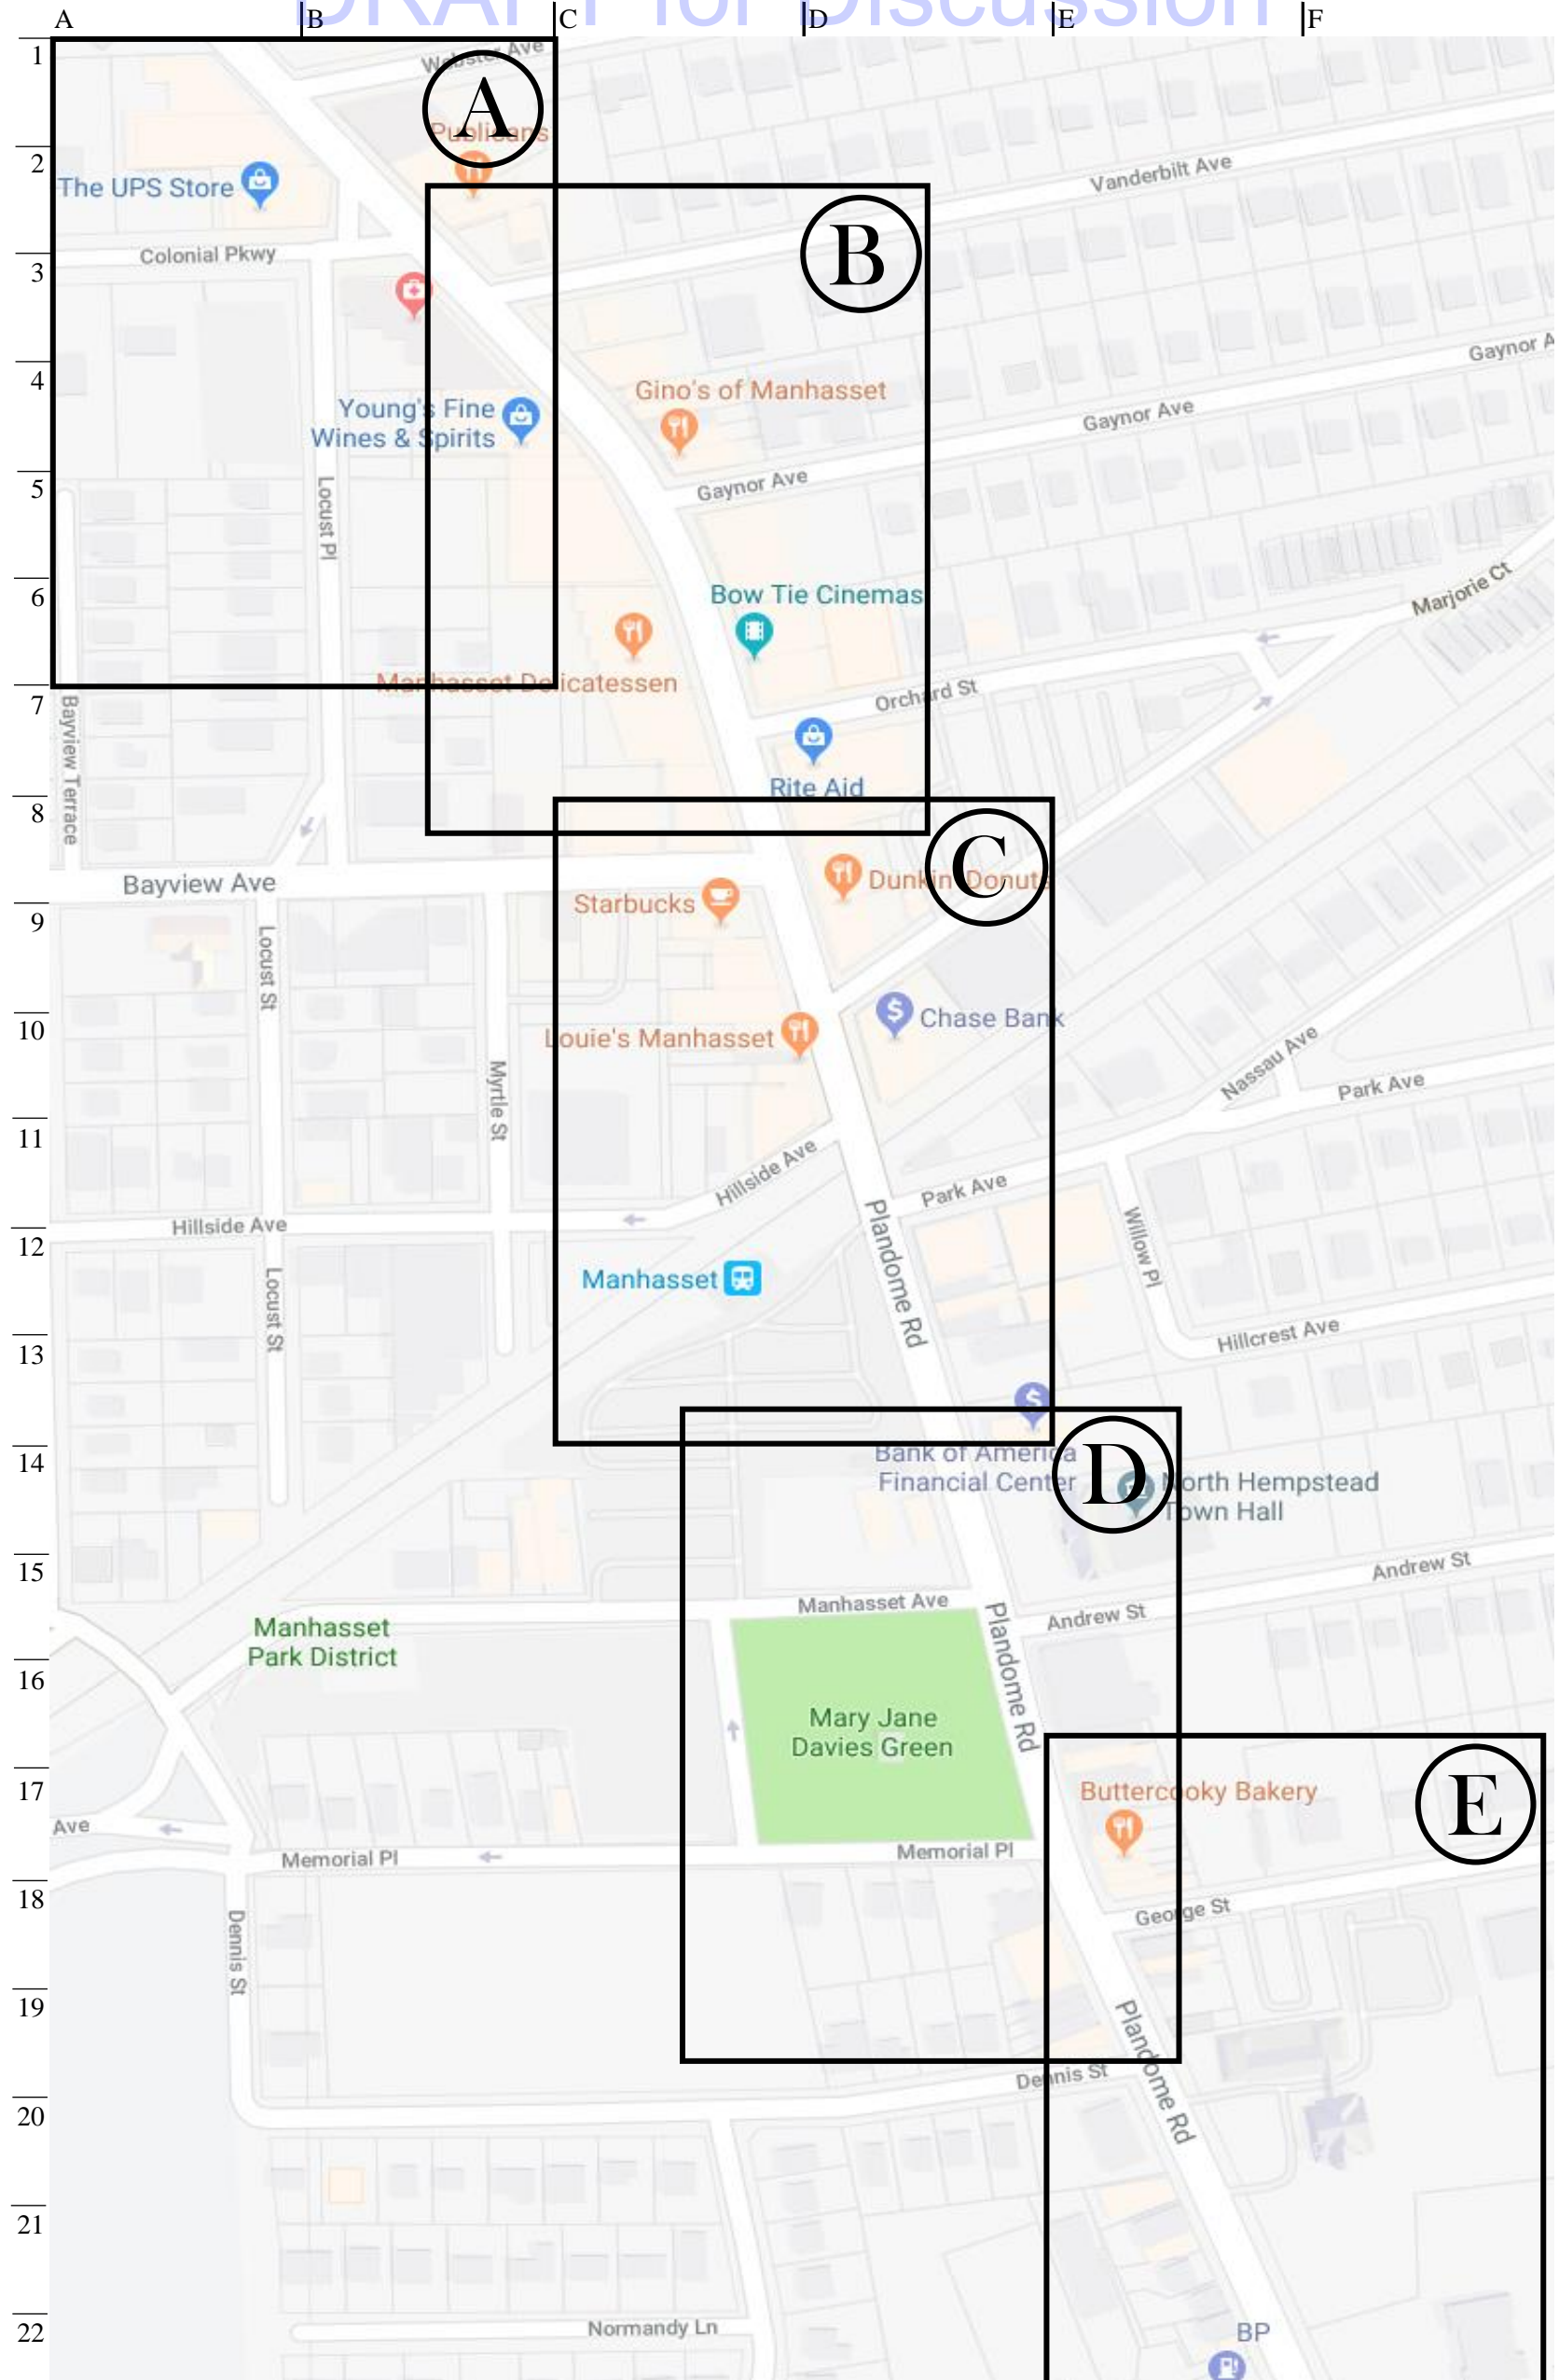 DRAFT for Discussion
A B C D E F
1
Webster Ave
A
Publicans
2
Vanderbilt Ave
The UPS Store
B
Colonial Pkwy
3
4
Gaynor A
Gino's of Manhasset
Young's Fine
Wines & Spirits
Gaynor Ave
5
Gaynor Ave
Locust Pl
6
Bow Tie Cinemas
Marjorie Ct
Manhasset Delicatessen
Orchard St
7
Bayview Terrace
Rite Aid
8
C
Dunkin' Donuts
Bayview Ave
Starbucks
9
Locust St
Chase Bank
10
Louie's Manhasset
Nassau Ave
Park Ave
Myrtle St
11
Hillside Ave
Park Ave
Plandome Rd
Hillside Ave
Willow Pl
12
Manhasset
Locust St
Hillcrest Ave
13
14
Bank of America
Financial Center
D
North Hempstead
Town Hall
15
Andrew St
Manhasset Ave
Andrew St
Manhasset
Park District
Plandome Rd
16
Mary Jane
Davies Green
17
Buttercooky Bakery
E
Ave
Memorial Pl
Memorial Pl
18
George St
Dennis St
19
Plandome Rd
Dennis St
20
21
22
Normandy Ln
BP